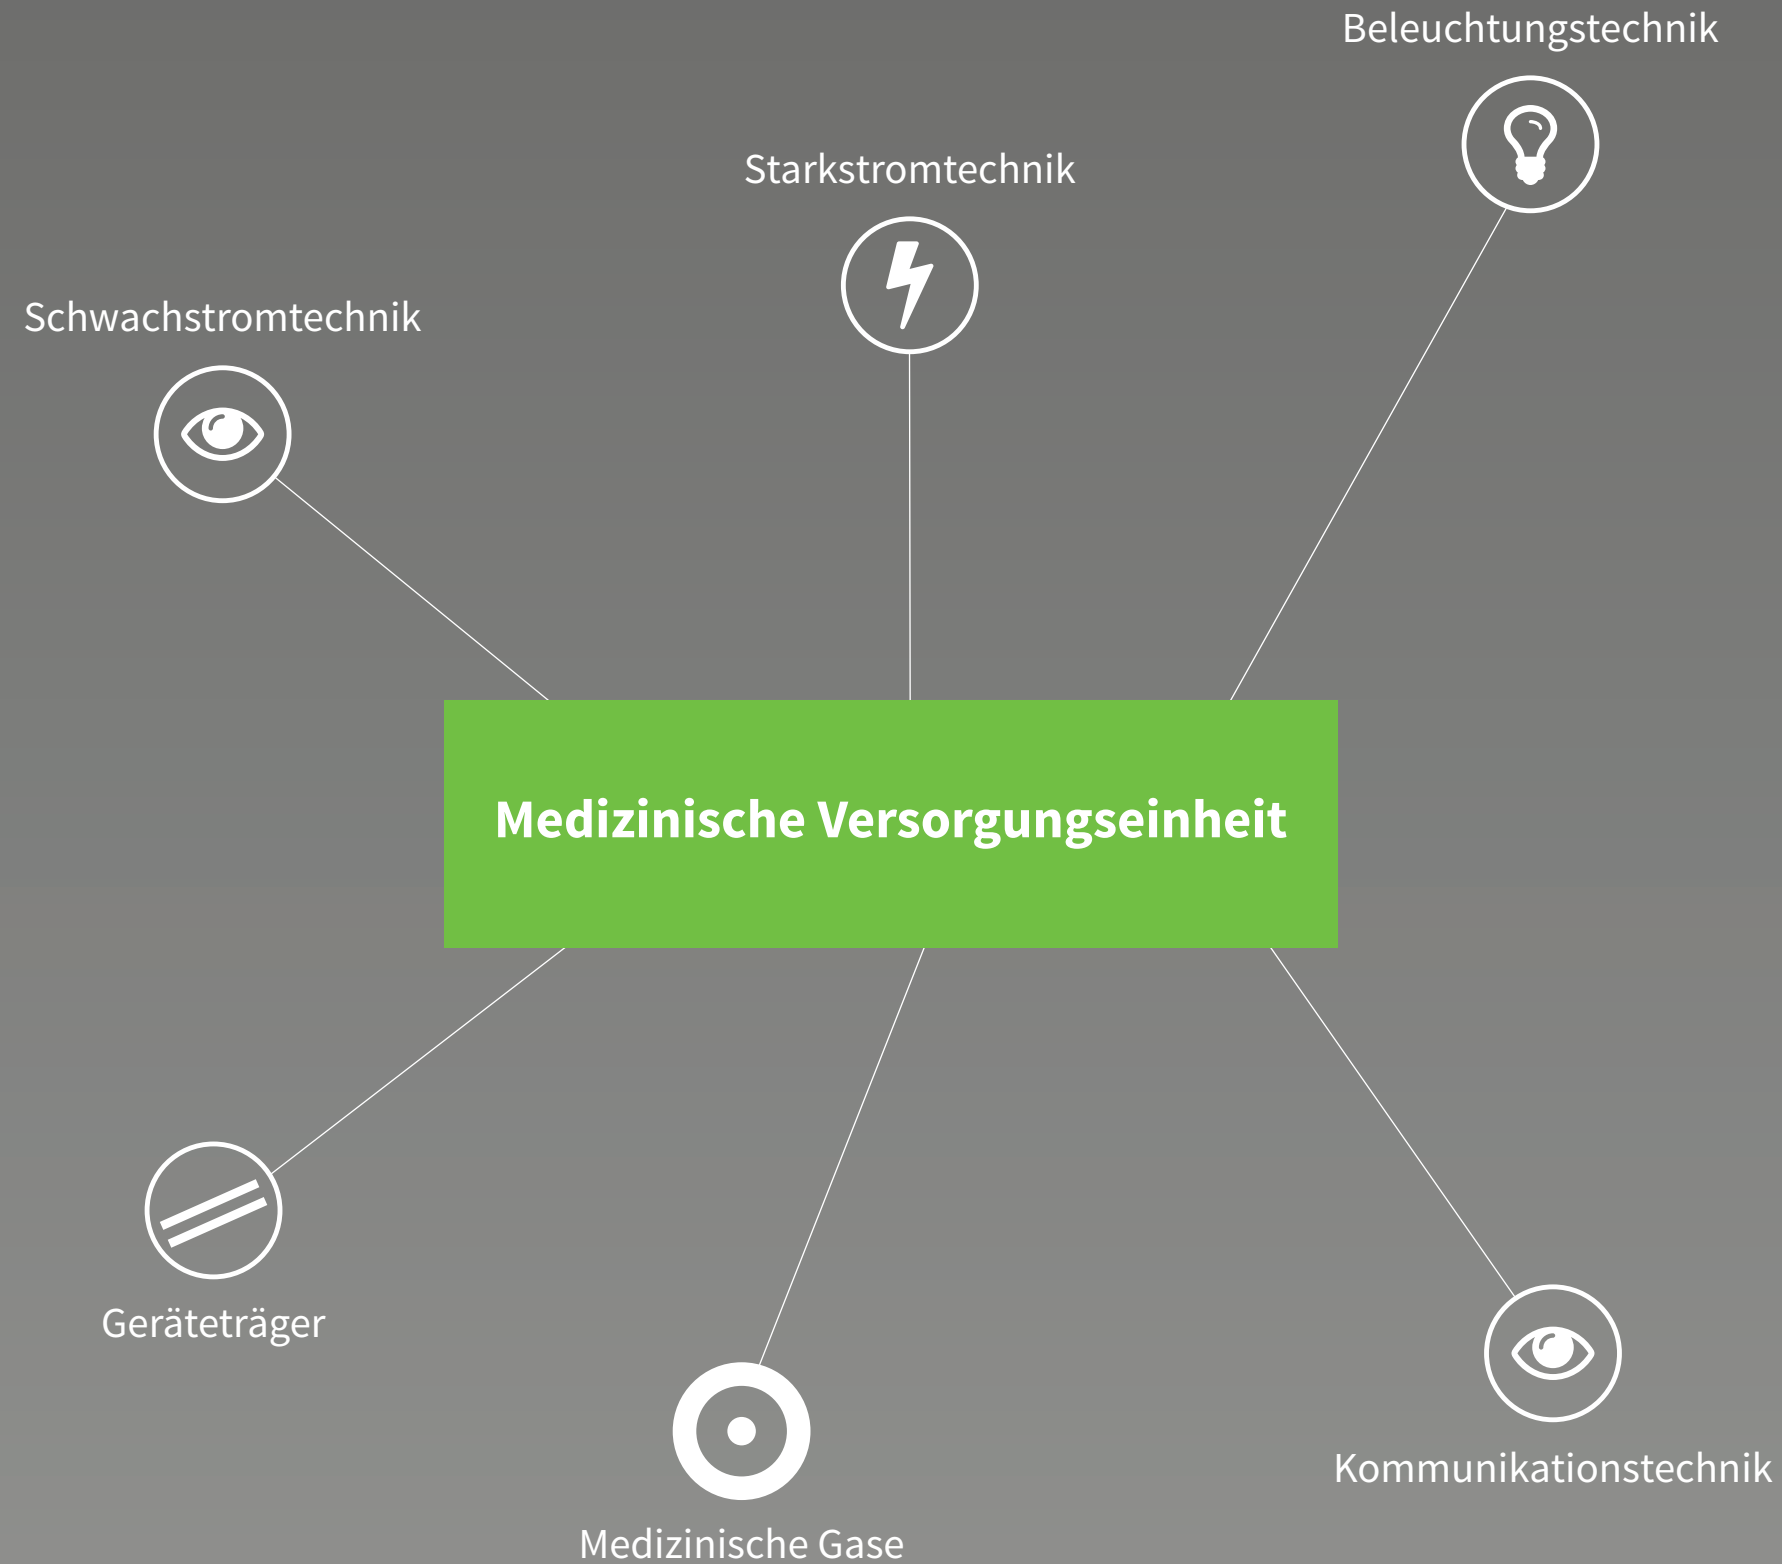 Beleuchtungstechnik
Starkstromtechnik
Schwachstromtechnik
Medizinische Versorgungseinheit
Geräteträger
Kommunikationstechnik
Medizinische Gase